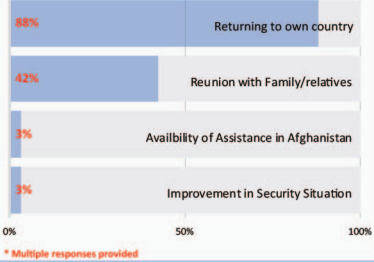 88% Returning to own country
42% Reunion with Family/relatives
3% Availbility of Assistance in Afghanistan
3% Improvement in Security Situation
0% 50% 100%
* Multiple responses provided